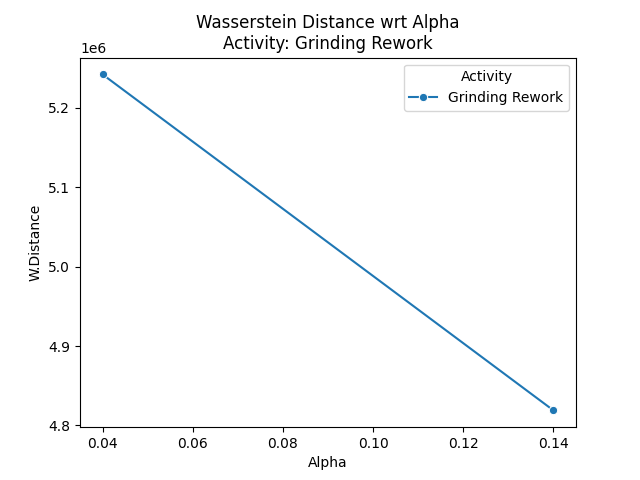 Wasserstein Distance wrt Alpha
Activity: Grinding Rework
1e6
Activity
Grinding Rework
5.2
5.1
5.0
4.9
4.8
W.Distance
0.04 0.06 0.08 0.10 0.12 0.14
Alpha